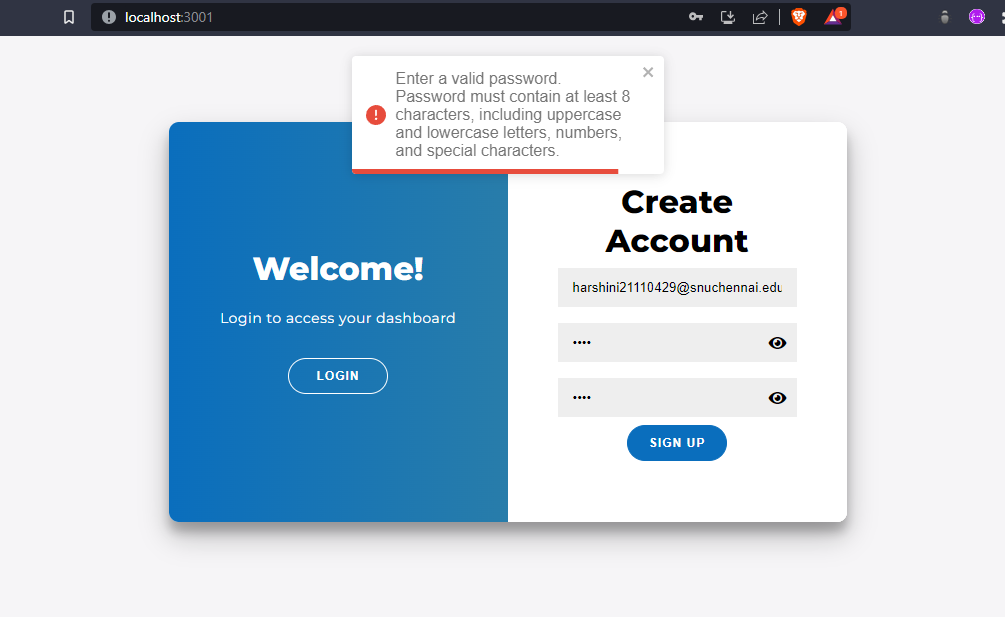 localhost:3001
1
Enter a valid password.
Password must contain at least 8
characters, including uppercase
and lowercase letters, numbers,
and special characters.
Welcome!
Login to access your dashboard
LOGIN
Create
Account
harshini21110429@snuchennai.edu
••••
••••
SIGN UP